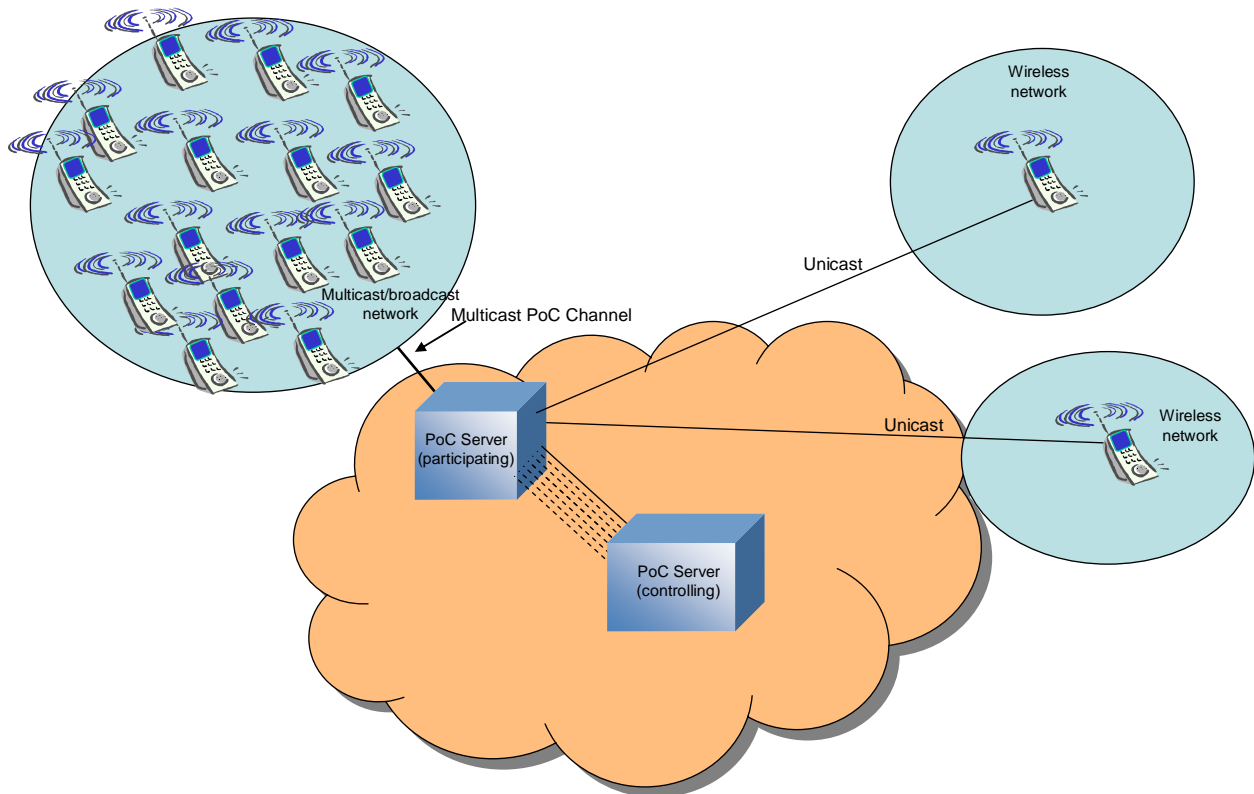 Wireless
network
Multicast/broadcast
network
Multicast PoC Channel
Unicast
Unicast
Wireless
network
PoC Server
(participating)
PoC Server
(controlling)